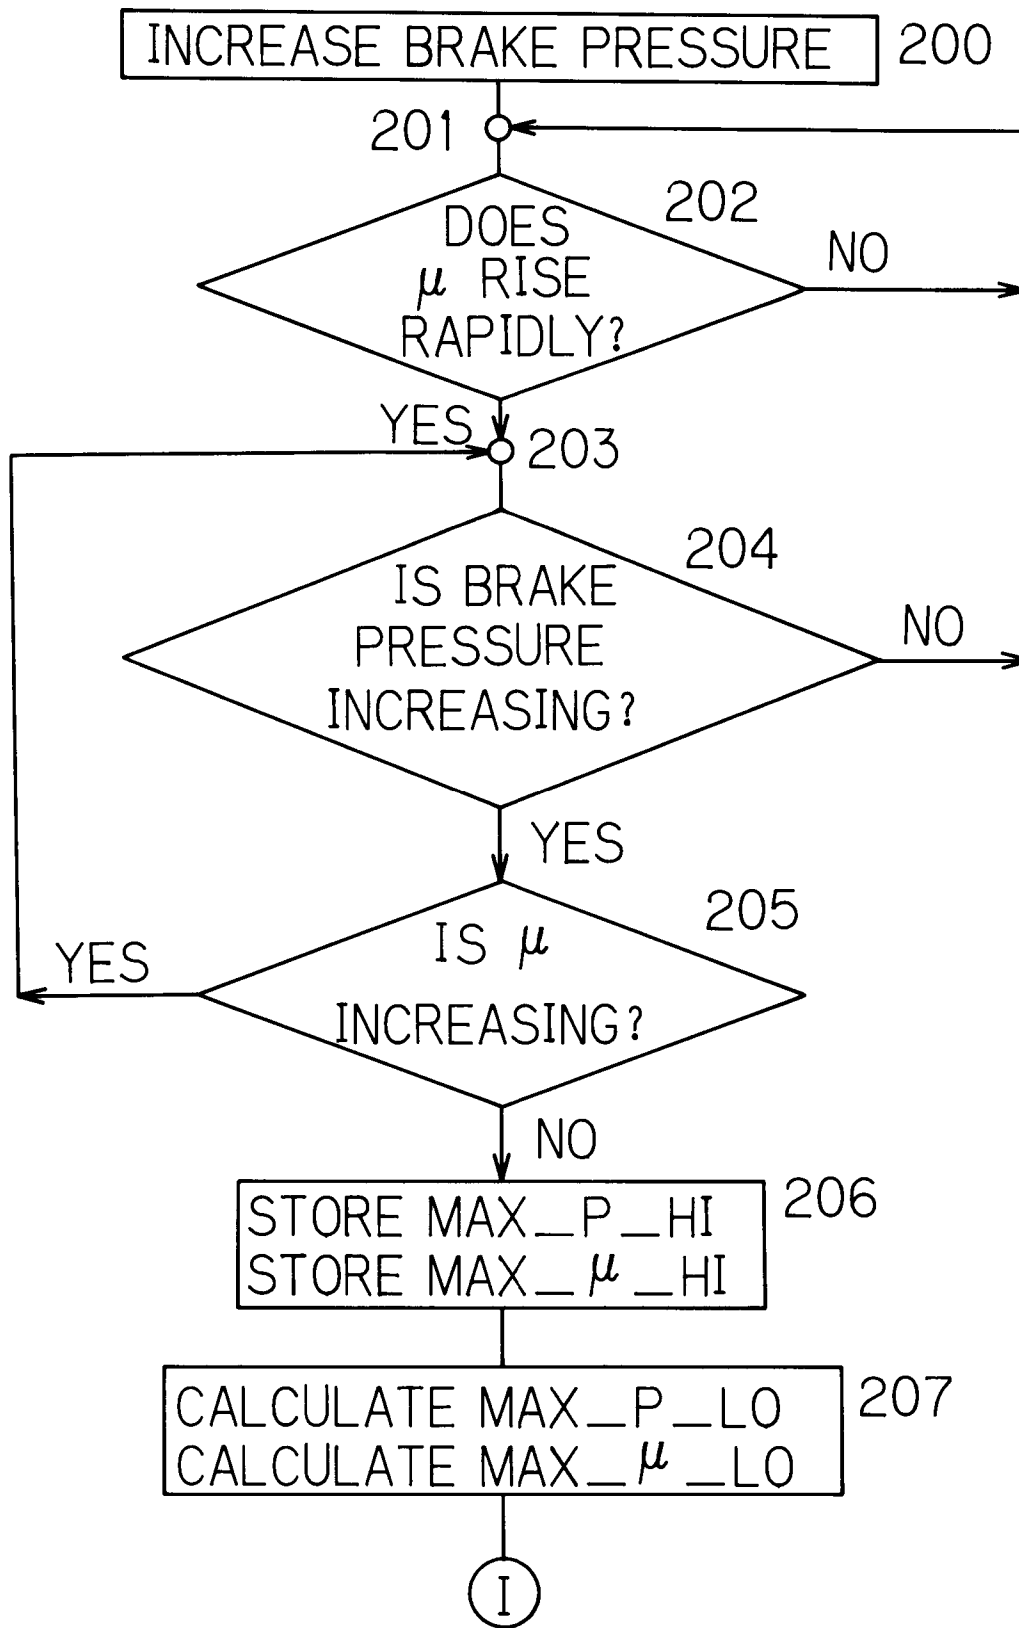 INCREASE BRAKE PRESSURE 200
201
202
DOES
μ RISE
RAPIDLY?
NO
YES
203
204
IS BRAKE
PRESSURE
INCREASING?
NO
YES
205
IS μ
INCREASING?
YES
NO
206
STORE MAX_P_HI
STORE MAX_μ_HI
207
CALCULATE MAX_P_LO
CALCULATE MAX_μ_LO
I